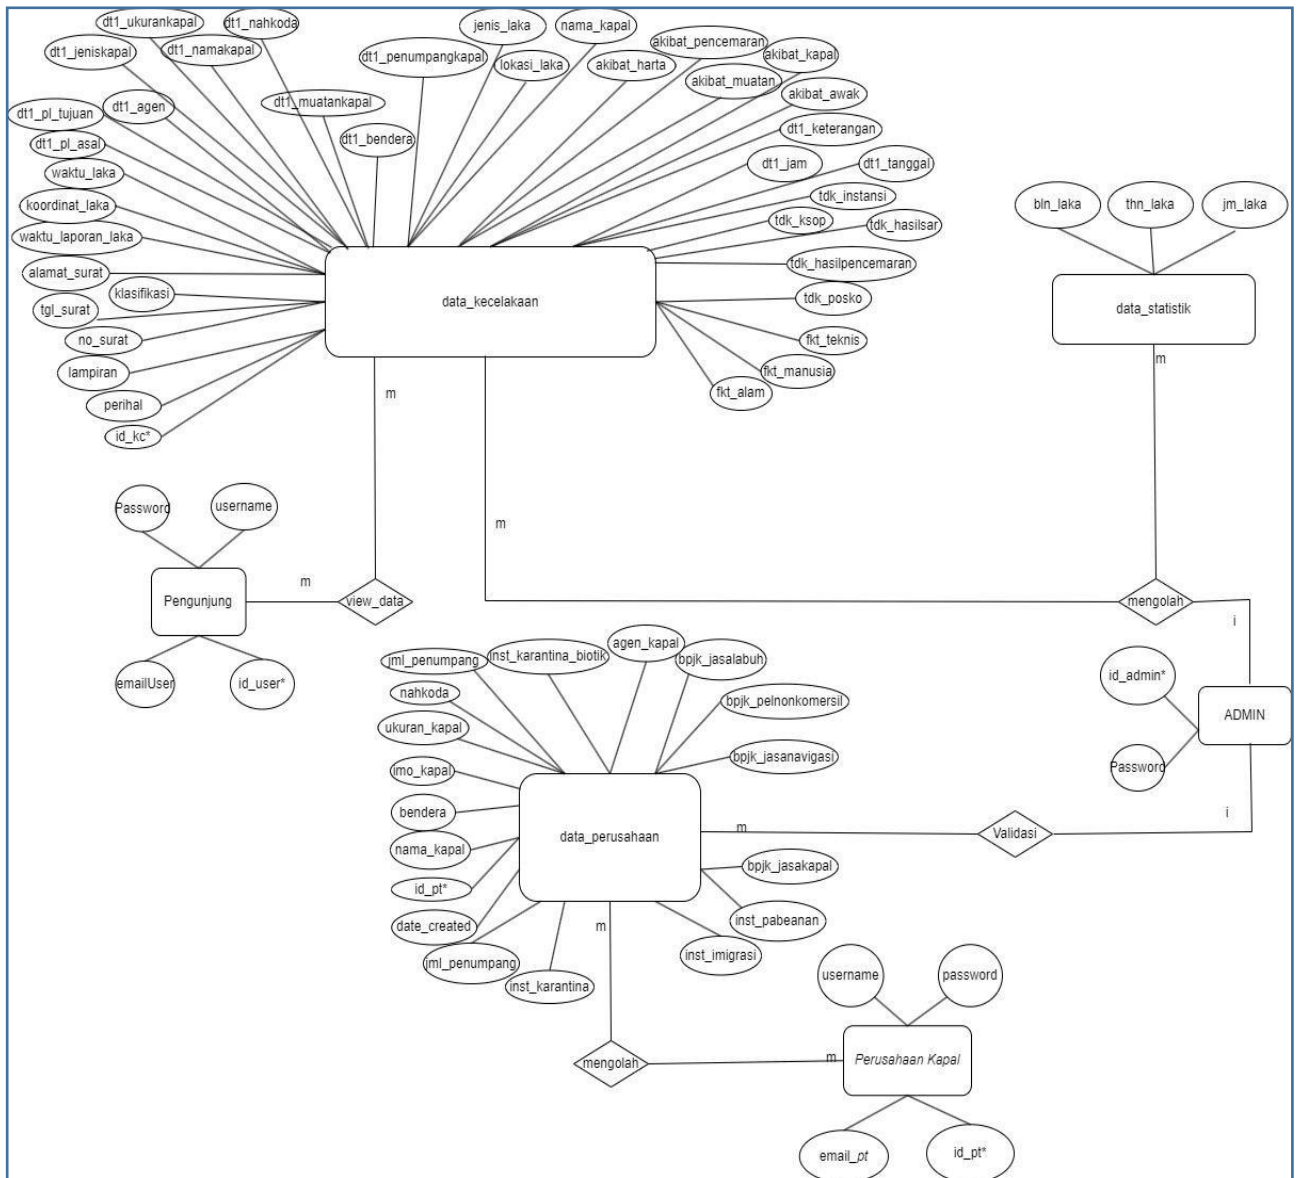 dt1_ukurankapal
dt1_nahkoda
jenis_laka
nama_kapal
dt1_jeniskapal
dt1_namakapal
dt1_penumpangkapal
lokasi_laka
akibat_harta
akibat_pencemaran
akibat_kapal
akibat_muatan
akibat_awak
dt1_pl_tujuan
dt1_agen
dt1_muatankapal
dt1_bendera
dt1_keterangan
dt1_pl_asal
waktu_laka
dt1_jam
dt1_tanggal
koordinat_laka
tdk_instansi
tdk_ksop
tdk_hasilsar
waktu_laporan_laka
tdk_hasilpencemaran
alamat_surat
klasifikasi
tgl_surat
tdk_posko
no_surat
fkt_teknis
lampiran
fkt_manusia
fkt_alam
perihal
id_kc*
data_kecelakaan
bln_laka
thn_laka
jm_laka
data_statistik
m
m
m
Password
username
Pengunjung
m
view_data
emailUser
id_user*
mengolah
i
id_admin*
ADMIN
Password
i
jml_penumpang
inst_karantina_biotik
agen_kapal
bpjk_jasalabuh
nahkoda
bpjk_pelnonkomersil
ukuran_kapal
bpjk_jasanavigasi
imo_kapal
bendera
data_perusahaan
m
Validasi
nama_kapal
id_pt*
bpjk_jasakapal
date_created
inst_pabeanan
jml_penumpang
inst_imigrasi
inst_karantina
m
username
password
mengolah
m
Perusahaan Kapal
email_pt
id_pt*